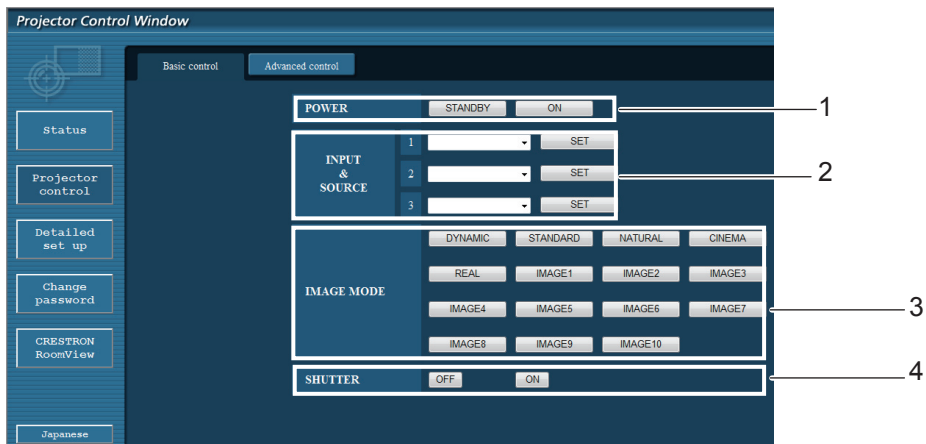 Projector Control Window
Basic control
Advanced control
Status
Projector
control
Detailed
set up
Change
password
CRESTRON
RoomView
Japanese
POWER STANDBY ON
1
INPUT
&
SOURCE
1 SET
2 SET
3 SET
2
IMAGE MODE
DYNAMIC STANDARD NATURAL CINEMA
REAL IMAGE1 IMAGE2 IMAGE3
IMAGE4 IMAGE5 IMAGE6 IMAGE7
IMAGE8 IMAGE9 IMAGE10
3
SHUTTER OFF ON
4